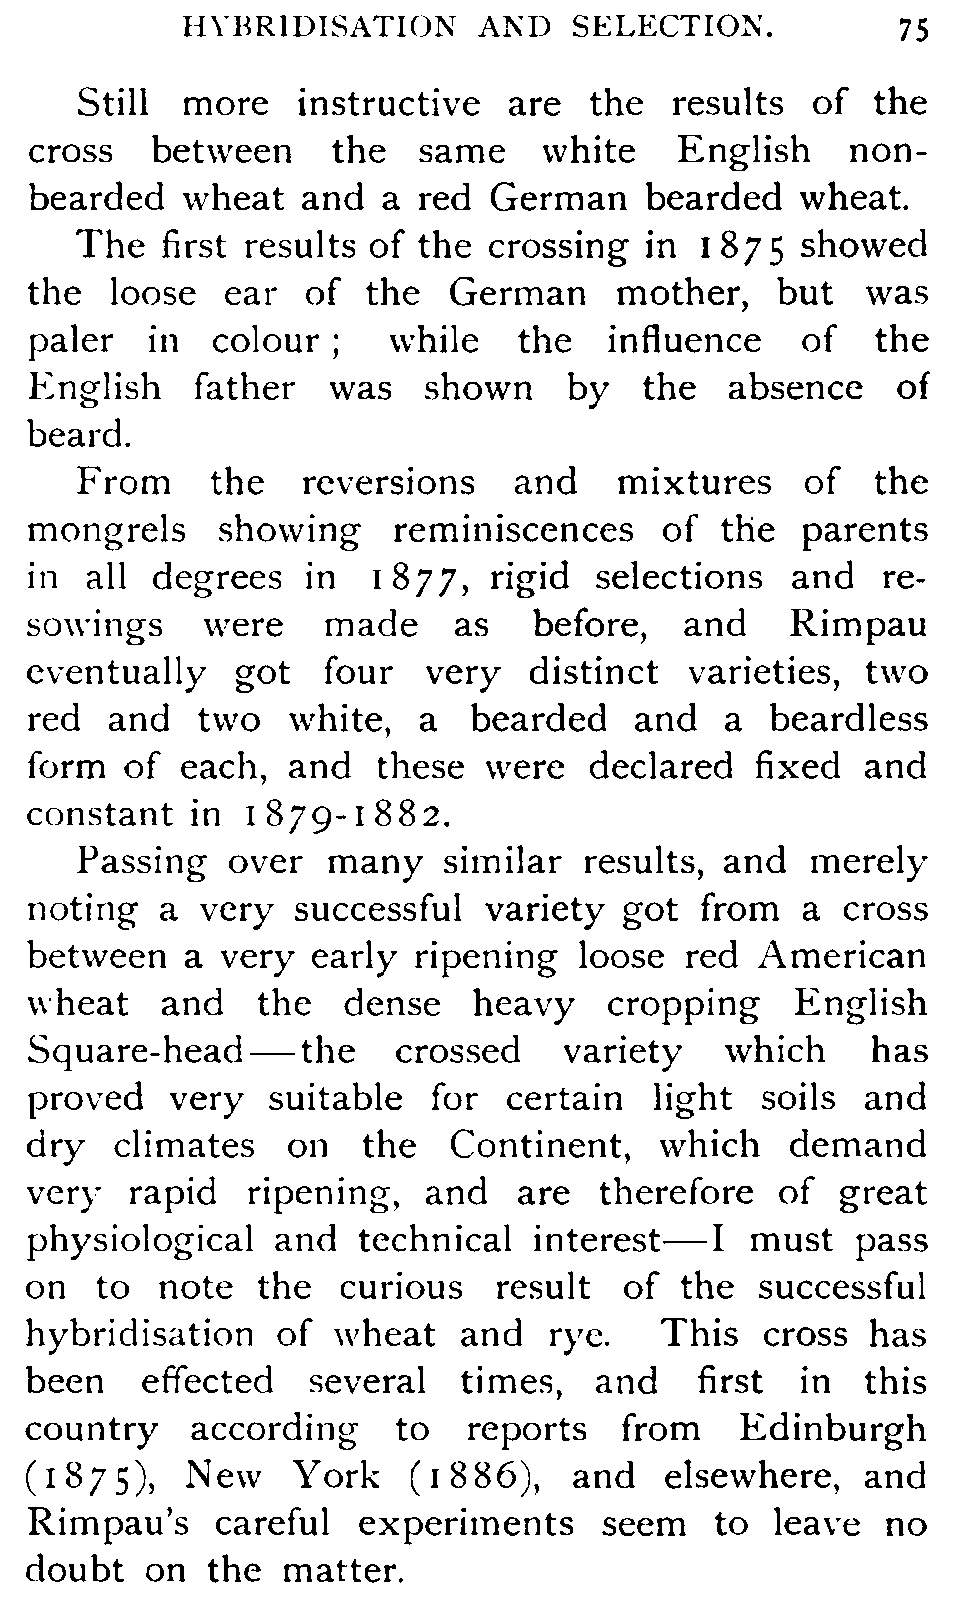 HYBRIDISATION AND SELECTION. 75
Still more instructive are the results of the
cross between the same white English non-
bearded wheat and a red German bearded wheat.
The first results of the crossing in 1875 showed
the loose ear of the German mother, but was
paler in colour; while the influence of the
English father was shown by the absence of
beard.
From the reversions and mixtures of the
mongrels showing reminiscences of the parents
in all degrees in 1877, rigid selections and re-
sowings were made as before, and Rimpau
eventually got four very distinct varieties, two
red and two white, a bearded and a beardless
form of each, and these were declared fixed and
constant in 1879-1882.
Passing over many similar results, and merely
noting a very successful variety got from a cross
between a very early ripening loose red American
wheat and the dense heavy cropping English
Square-head—the crossed variety which has
proved very suitable for certain light soils and
dry climates on the Continent, which demand
very rapid ripening, and are therefore of great
physiological and technical interest—I must pass
on to note the curious result of the successful
hybridisation of wheat and rye. This cross has
been effected several times, and first in this
country according to reports from Edinburgh
(1875), New York (1886), and elsewhere, and
Rimpau's careful experiments seem to leave no
doubt on the matter.